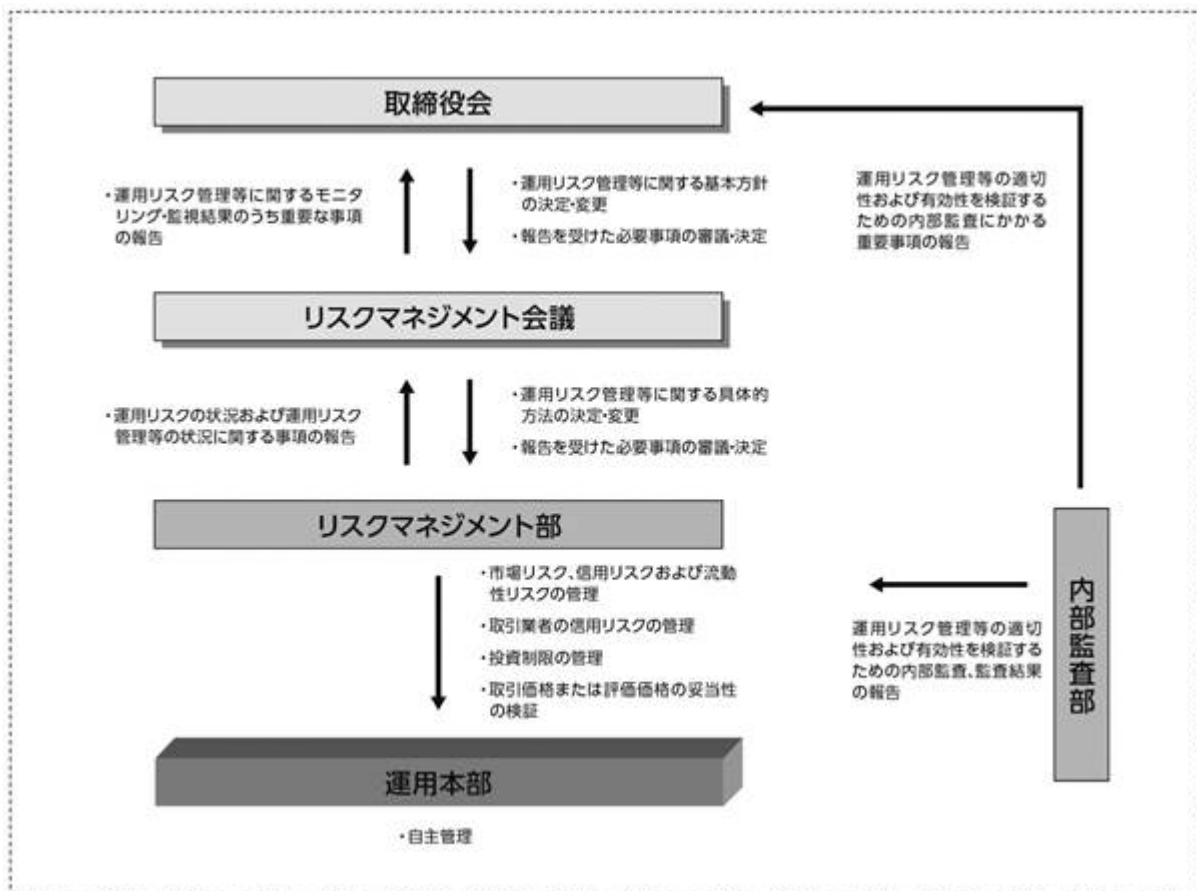 取締役会
・運用リスク管理等に関するモニタ
リング・監視結果のうち重要な事項
の報告
・運用リスク管理等に関する基本方針
の決定・変更
・報告を受けた必要事項の審議・決定
運用リスク管理等の適切
性および有効性を検証する
ための内部監査にかかる
重要事項の報告
リスクマネジメント会議
・運用リスクの状況および運用リスク
管理等の状況に関する事項の報告
・運用リスク管理等に関する具体的
方法の決定・変更
・報告を受けた必要事項の審議・決定
リスクマネジメント部
・市場リスク、信用リスクおよび流動
性リスクの管理
・取引業者の信用リスクの管理
・投資制限の管理
・取引価格または評価価格の妥当性
の検証
運用リスク管理等の適切
性および有効性を検証する
ための内部監査、監査結果
の報告
内部監査部
運用本部
・自主管理